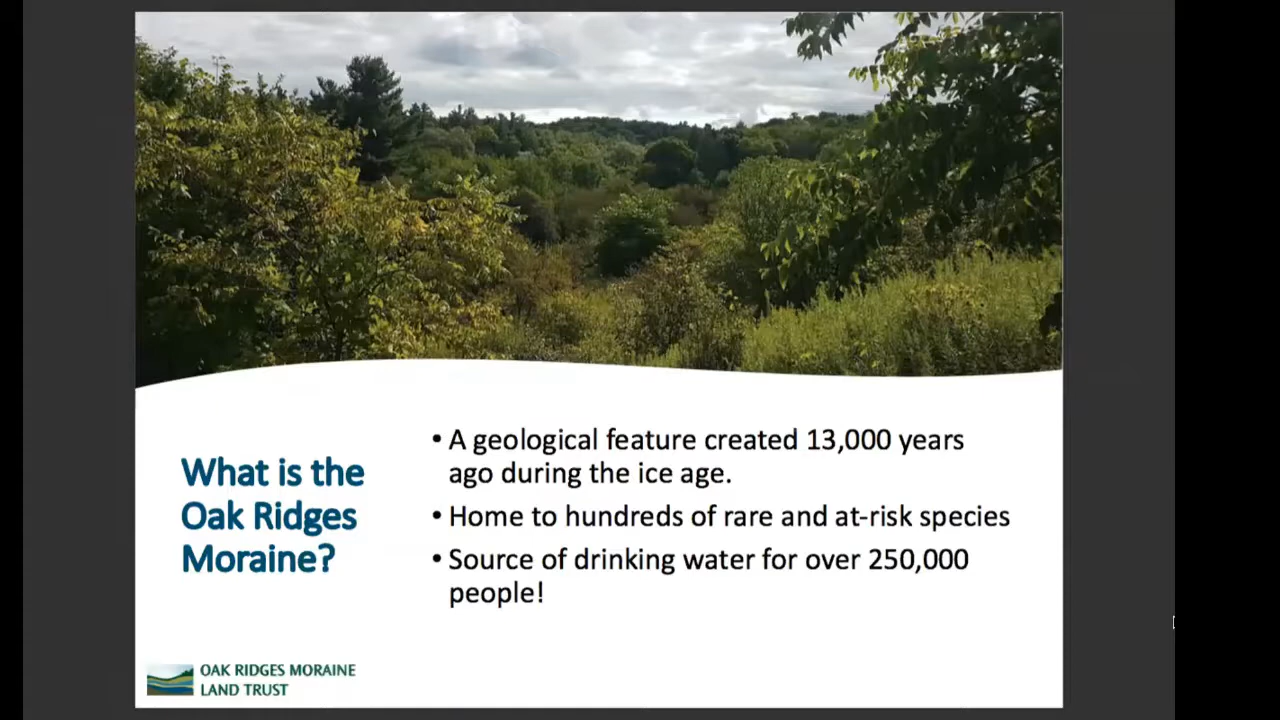 What is the
Oak Ridges
Moraine?
• A geological feature created 13,000 years
ago during the ice age.
• Home to hundreds of rare and at-risk species
• Source of drinking water for over 250,000
people!
OAK RIDGES MORAINE
LAND TRUST